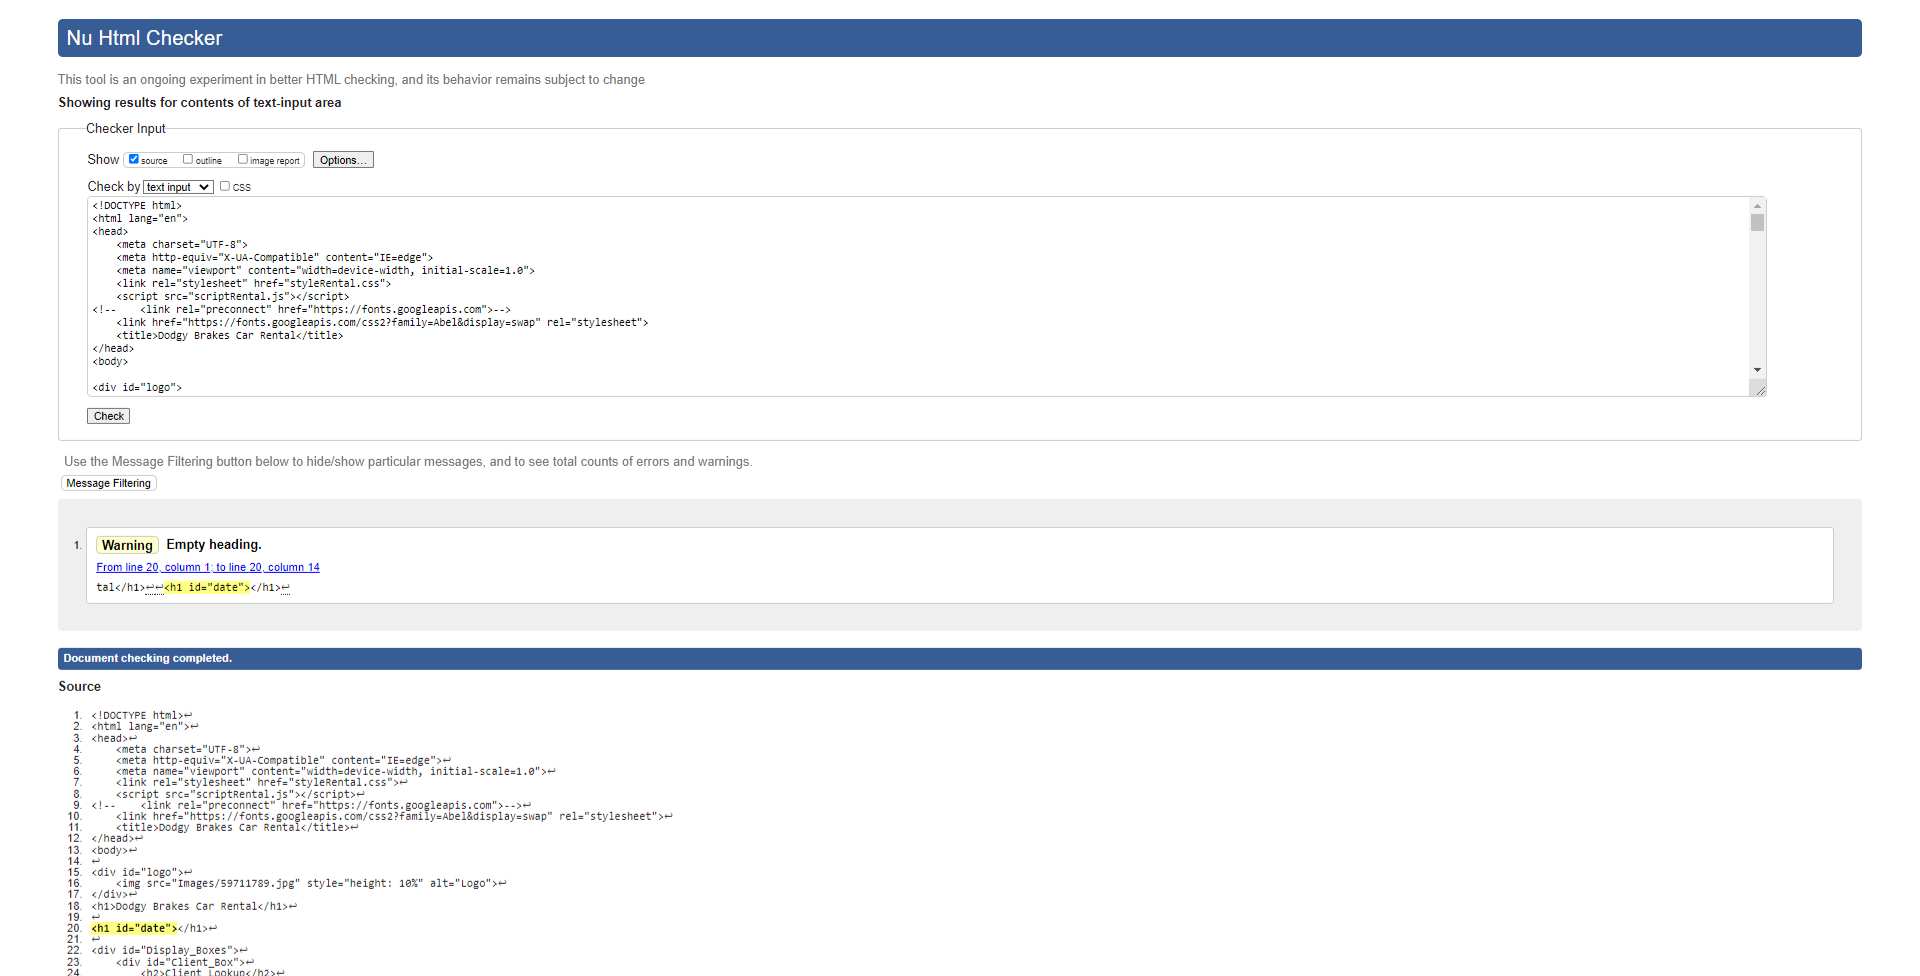 Nu Html Checker
This tool is an ongoing experiment in better HTML checking, and its behavior remains subject to change
Showing results for contents of text-input area
Checker Input
Show source outline image report Options...
Check by text input css
<!DOCTYPE html>
<html lang="en">
<head>
    <meta charset="UTF-8">
    <meta http-equiv="X-UA-Compatible" content="IE=edge">
    <meta name="viewport" content="width=device-width, initial-scale=1.0">
    <link rel="stylesheet" href="styleRental.css">
    <script src="scriptRental.js"></script>
<!--    <link rel="preconnect" href="https://fonts.googleapis.com">-->
    <link href="https://fonts.googleapis.com/css2?family=Abel&display=swap" rel="stylesheet">
    <title>Dodgy Brakes Car Rental</title>
</head>
<body>
<div id="logo">
Check
Use the Message Filtering button below to hide/show particular messages, and to see total counts of errors and warnings.
Message Filtering
1. Warning Empty heading.
From line 20, column 1; to line 20, column 14
tal</h1>↩↩<h1 id="date"></h1>↩
Document checking completed.
Source
1. <!DOCTYPE html>↩
2. <html lang="en">↩
3. <head>↩
4.     <meta charset="UTF-8">↩
5.     <meta http-equiv="X-UA-Compatible" content="IE=edge">↩
6.     <meta name="viewport" content="width=device-width, initial-scale=1.0">↩
7.     <link rel="stylesheet" href="styleRental.css">↩
8.     <script src="scriptRental.js"></script>↩
9. <!--    <link rel="preconnect" href="https://fonts.googleapis.com">-->↩
10.     <link href="https://fonts.googleapis.com/css2?family=Abel&display=swap" rel="stylesheet">↩
11.     <title>Dodgy Brakes Car Rental</title>↩
12. </head>↩
13. <body>↩
14. ↩
15. <div id="logo">↩
16.     <img src="Images/59711789.jpg" style="height: 10%" alt="Logo">↩
17. </div>↩
18. <h1>Dodgy Brakes Car Rental</h1>↩
19. ↩
20. <h1 id="date"></h1>↩
21. ↩
22. <div id="Display_Boxes">↩
23.     <div id="Client_Box">↩
24.         <h2>Client Lookup</h2>↩